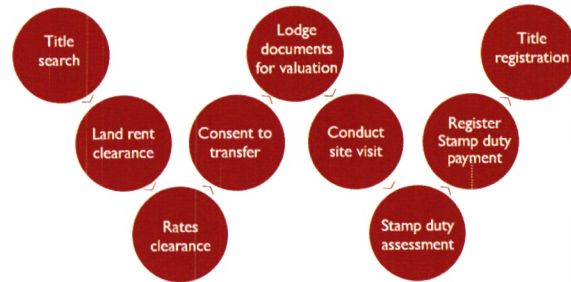 Title
search
Land rent
clearance
Rates
clearance
Consent to
transfer
Lodge
documents
for valuation
Conduct
site visit
Stamp duty
assessment
Register
Stamp duty
payment
Title
registration